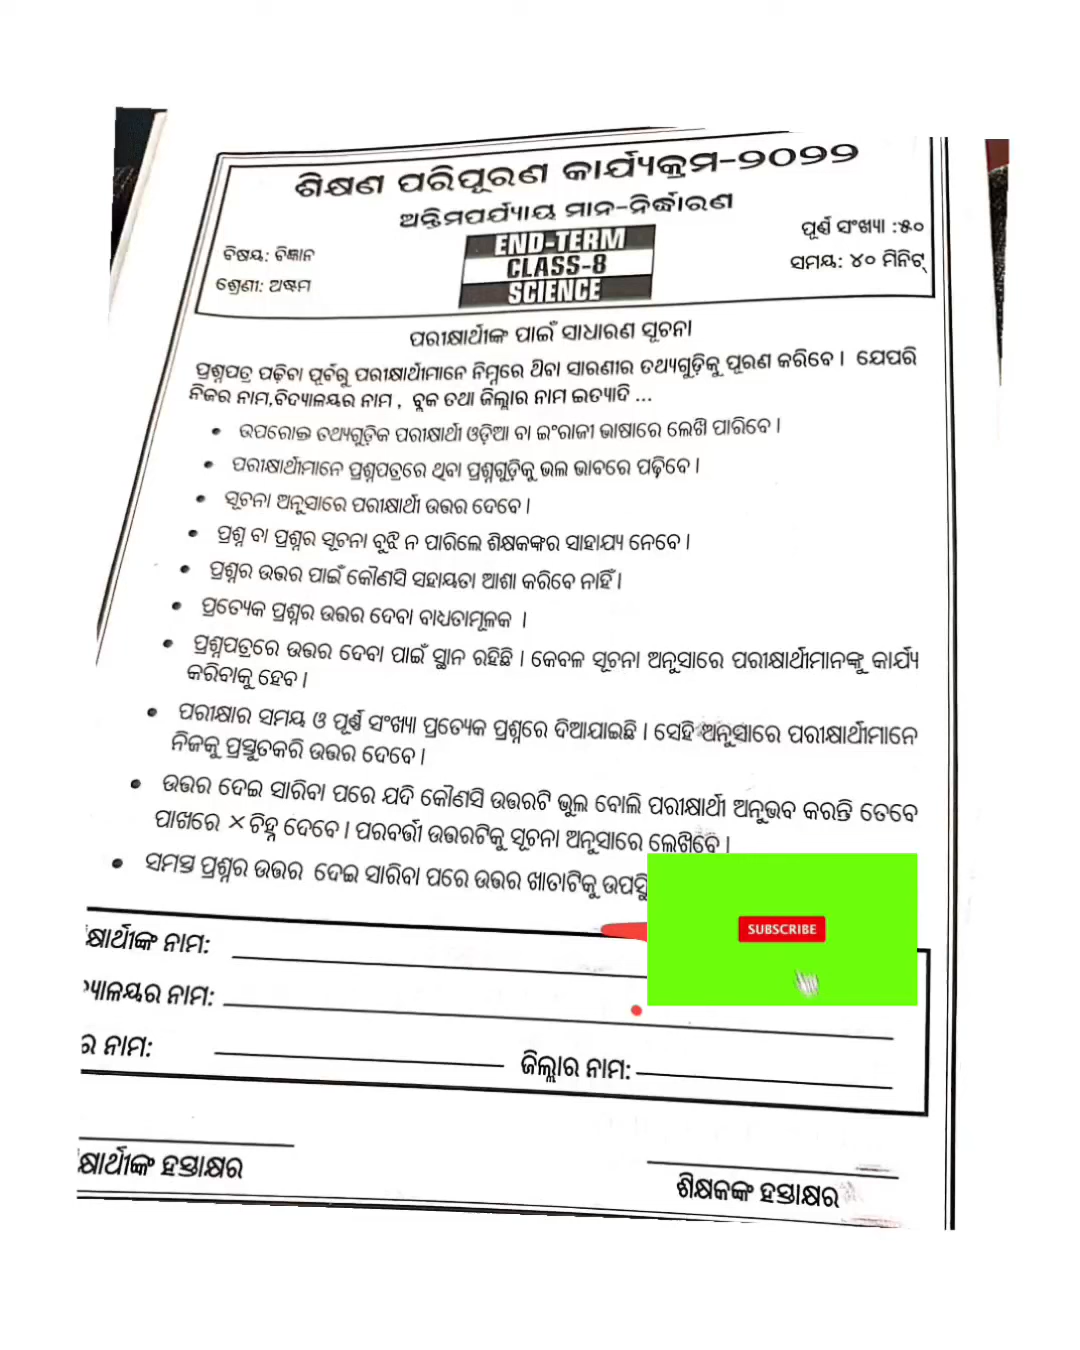 ଶିକ୍ଷଣ ପରିପୂରଣ କାର୍ଯ୍ୟକ୍ରମ-୨୦୨୨
ଅନ୍ତିମପର୍ଯ୍ୟାୟ ମାନ-ନିର୍ଦ୍ଧାରଣ
ପୂର୍ଣ ସଂଖ୍ୟା :୫୦
ବିଷୟ: ବିଜ୍ଞାନ
END-TERM
CLASS-8
SCIENCE
ସମୟ: ୪୦ ମିନିଟ୍
ଶ୍ରେଣୀ: ଅଷ୍ଟମ
ପରୀକ୍ଷାର୍ଥୀଙ୍କ ପାଇଁ ସାଧାରଣ ସୂଚନା
ପ୍ରଶ୍ନପତ୍ର ପଢ଼ିବା ପୂର୍ବରୁ ପରୀକ୍ଷାର୍ଥୀମାନେ ନିମ୍ନରେ ଥିବା ସାରଣୀର ତଥ୍ୟଗୁଡ଼ିକୁ ପୂରଣ କରିବେ । ଯେପରି
ନିଜର ନାମ,ବିଦ୍ୟାଳୟର ନାମ , ବ୍ଲକ ତଥା ଜିଲ୍ଲାର ନାମ ଇତ୍ୟାଦି ...
• ଉପରୋକ୍ତ ତଥ୍ୟଗୁଡ଼ିକ ପରୀକ୍ଷାର୍ଥୀ ଓଡ଼ିଆ ବା ଇଂରାଜୀ ଭାଷାରେ ଲେଖି ପାରିବେ ।
• ପରୀକ୍ଷାର୍ଥୀମାନେ ପ୍ରଶ୍ନପତ୍ରରେ ଥିବା ପ୍ରଶ୍ନଗୁଡ଼ିକୁ ଭଲ ଭାବରେ ପଢ଼ିବେ ।
• ସୂଚନା ଅନୁସାରେ ପରୀକ୍ଷାର୍ଥୀ ଉତ୍ତର ଦେବେ ।
• ପ୍ରଶ୍ନ ବା ପ୍ରଶ୍ନର ସୂଚନା ବୁଝି ନ ପାରିଲେ ଶିକ୍ଷକଙ୍କର ସାହାଯ୍ୟ ନେବେ ।
• ପ୍ରଶ୍ନର ଉତ୍ତର ପାଇଁ କୌଣସି ସହାୟତା ଆଶା କରିବେ ନାହିଁ ।
• ପ୍ରତ୍ୟେକ ପ୍ରଶ୍ନର ଉତ୍ତର ଦେବା ବାଧ୍ୟତାମୂଳକ ।
• ପ୍ରଶ୍ନପତ୍ରରେ ଉତ୍ତର ଦେବା ପାଇଁ ସ୍ଥାନ ରହିଛି । କେବଳ ସୂଚନା ଅନୁସାରେ ପରୀକ୍ଷାର୍ଥୀମାନଙ୍କୁ କାର୍ଯ୍ୟ
କରିବାକୁ ହେବ ।
• ପରୀକ୍ଷାର ସମୟ ଓ ପୂର୍ଣ ସଂଖ୍ୟା ପ୍ରତ୍ୟେକ ପ୍ରଶ୍ନରେ ଦିଆଯାଇଛି । ସେହି ଅନୁସାରେ ପରୀକ୍ଷାର୍ଥୀମାନେ
ନିଜକୁ ପ୍ରସ୍ତୁତକରି ଉତ୍ତର ଦେବେ ।
• ଉତ୍ତର ଦେଇ ସାରିବା ପରେ ଯଦି କୌଣସି ଉତ୍ତରଟି ଭୁଲ ବୋଲି ପରୀକ୍ଷାର୍ଥୀ ଅନୁଭବ କରନ୍ତି ତେବେ
ପାଖରେ × ଚିହ୍ନ ଦେବେ । ପରବର୍ତ୍ତୀ ଉତ୍ତରଟିକୁ ସୂଚନା ଅନୁସାରେ ଲେଖିବେ ।
• ସମସ୍ତ ପ୍ରଶ୍ନର ଉତ୍ତର ଦେଇ ସାରିବା ପରେ ଉତ୍ତର ଖାତାଟିକୁ
SUBSCRIBE
ନାମ:
ନାମ:
ନାମ: ଜିଲ୍ଲାର ନାମ:
ହସ୍ତାକ୍ଷର
ଶିକ୍ଷକଙ୍କ ହସ୍ତାକ୍ଷର